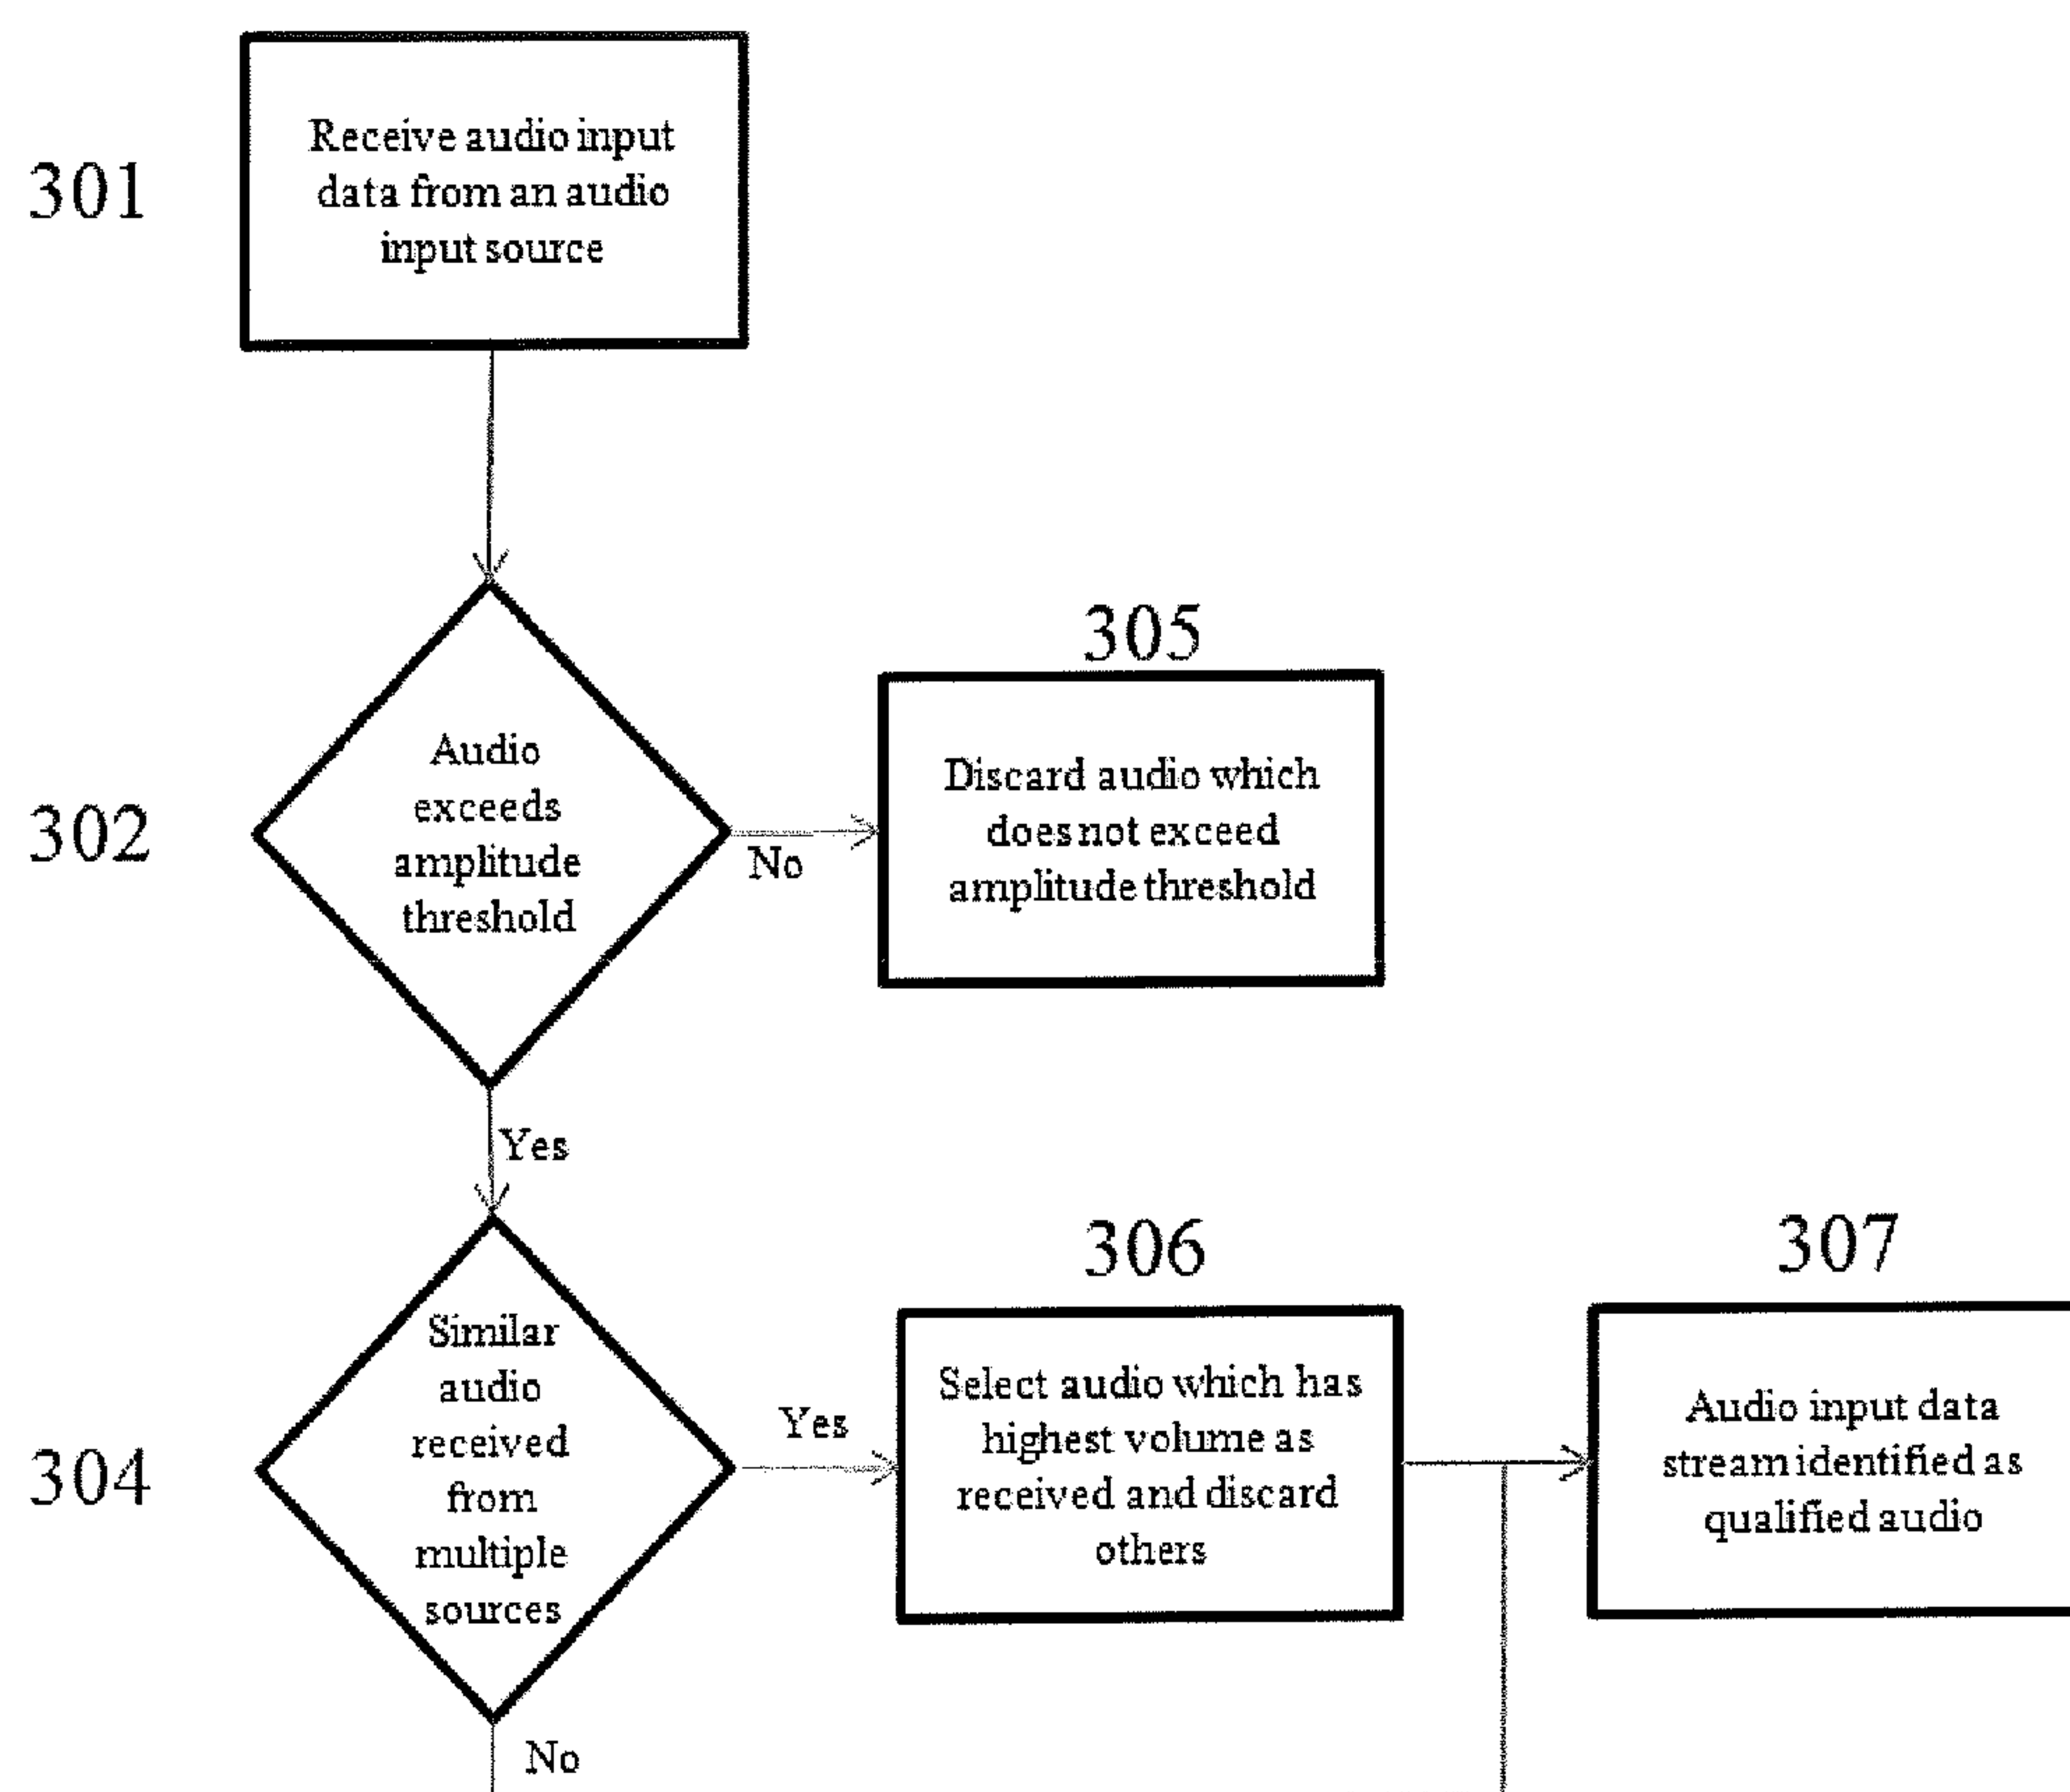 301
Receive audio input
data from an audio
input source
302
Audio
exceeds
amplitude
threshold
No
305
Discard audio which
does not exceed
amplitude threshold
Yes
304
Similar
audio
received
from
multiple
sources
Yes
306
Select audio which has
highest volume as
received and discard
others
307
Audio input data
stream identified as
qualified audio
No